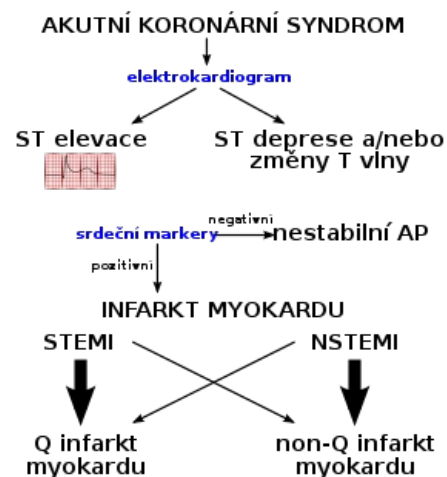 AKUTNÍ KORONÁRNÍ SYNDROM
elektrokardiogram
ST elevace
ST deprese a/nebo
změny T vlny
srdeční markery
negativní
nestabilní AP
pozitivní
INFARKT MYOKARDU
STEMI
NSTEMI
Q infarkt
myokardu
non-Q infarkt
myokardu